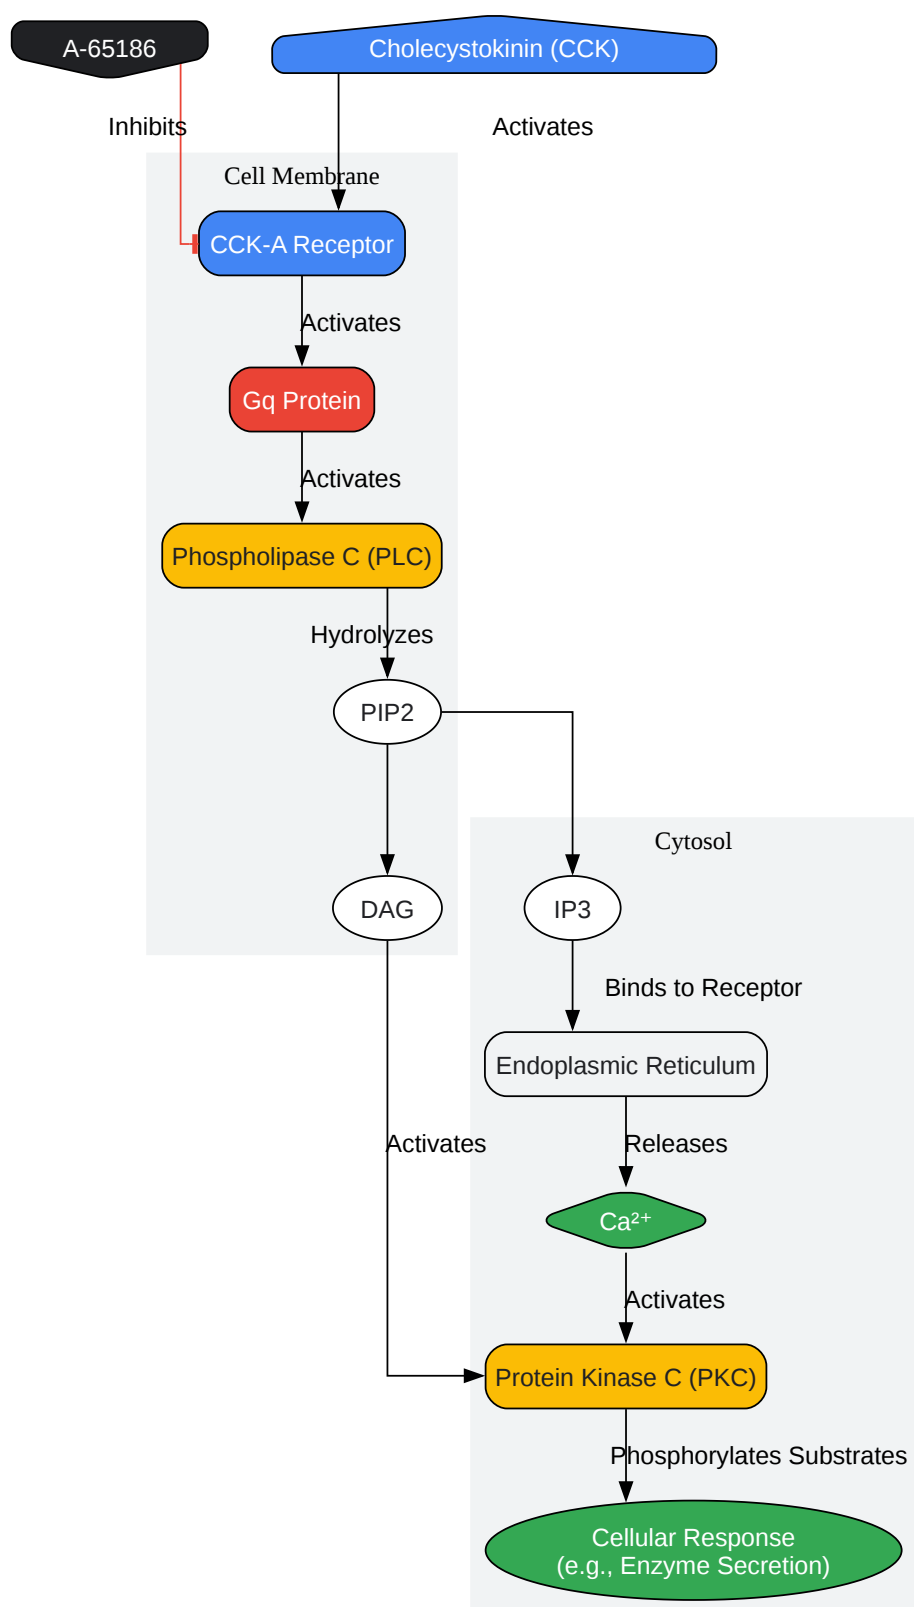 A-65186
Cholecystokinin (CCK)
Inhibits
Activates
Cell Membrane
CCK-A Receptor
Activates
Gq Protein
Activates
Phospholipase C (PLC)
Hydrolyzes
PIP2
Cytosol
DAG
IP3
Binds to Receptor
Endoplasmic Reticulum
Activates
Releases
Ca²⁺
Activates
Protein Kinase C (PKC)
Phosphorylates Substrates
Cellular Response
(e.g., Enzyme Secretion)